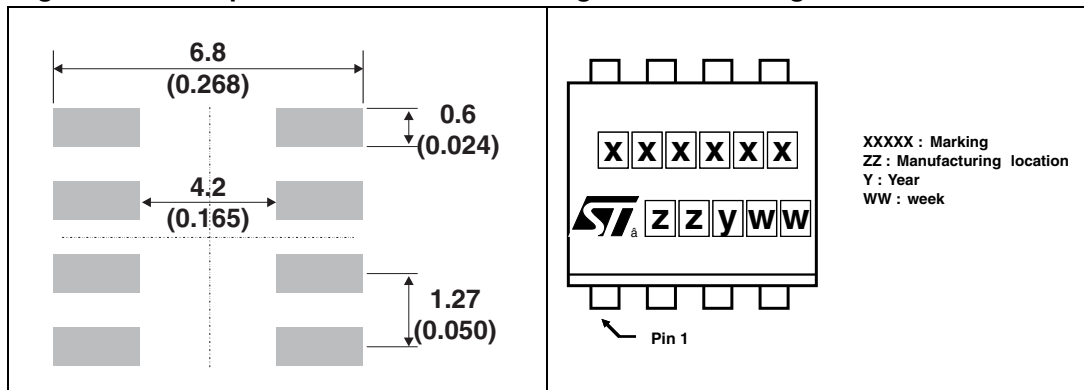 6.8
(0.268)
0.6
(0.024)
4.2
(0.165)
1.27
(0.050)
x x x x x x
ST â z z y w w
Pin 1
XXXXX : Marking
ZZ : Manufacturing location
Y : Year
WW : week